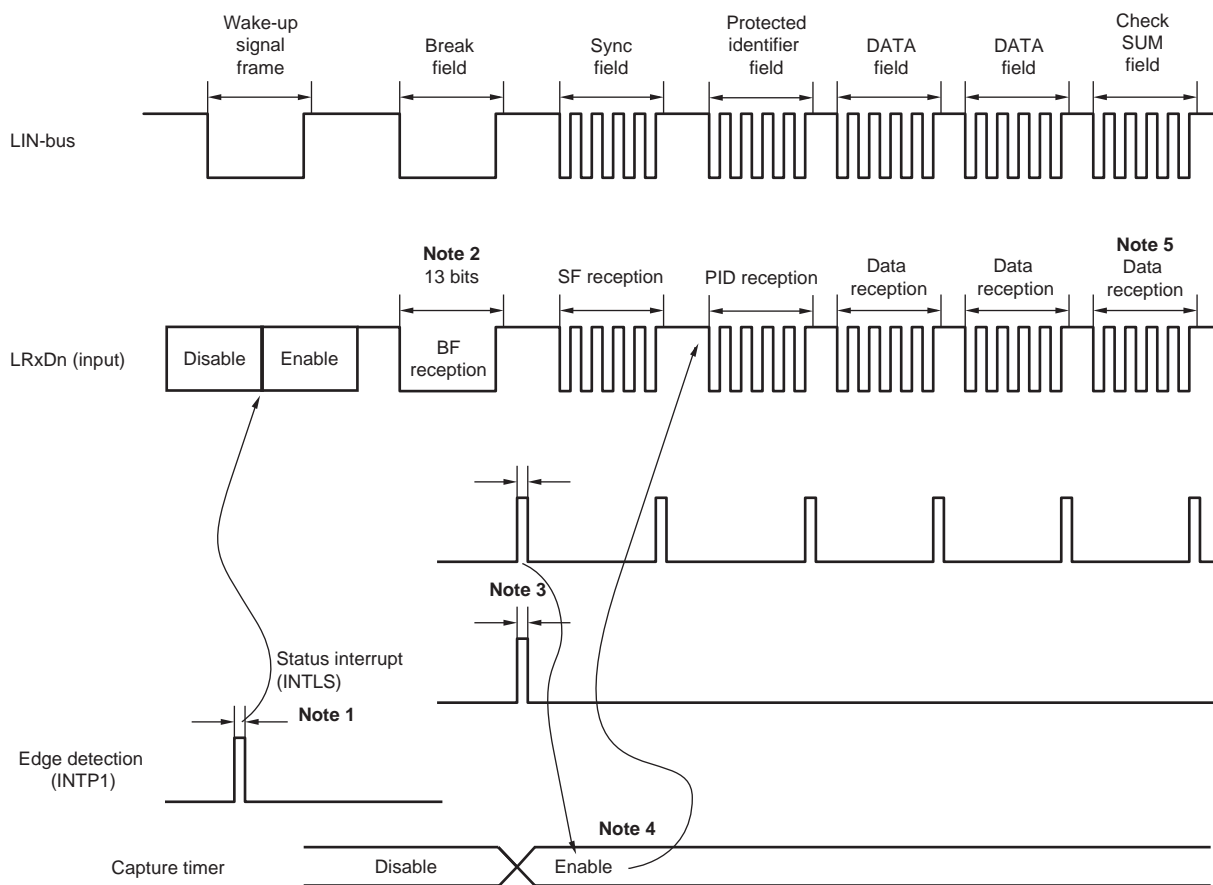 Wake-up
signal
frame
Break
field
Sync
field
Protected
identifier
field
DATA
field
DATA
field
Check
SUM
field
LIN-bus
Note 2
13 bits
SF reception
PID reception
Data
reception
Data
reception
Note 5
Data
reception
LRxDn (input)
Disable
Enable
BF
reception
Note 3
Status interrupt
(INTLS)
Note 1
Edge detection
(INTP1)
Note 4
Capture timer
Disable
Enable